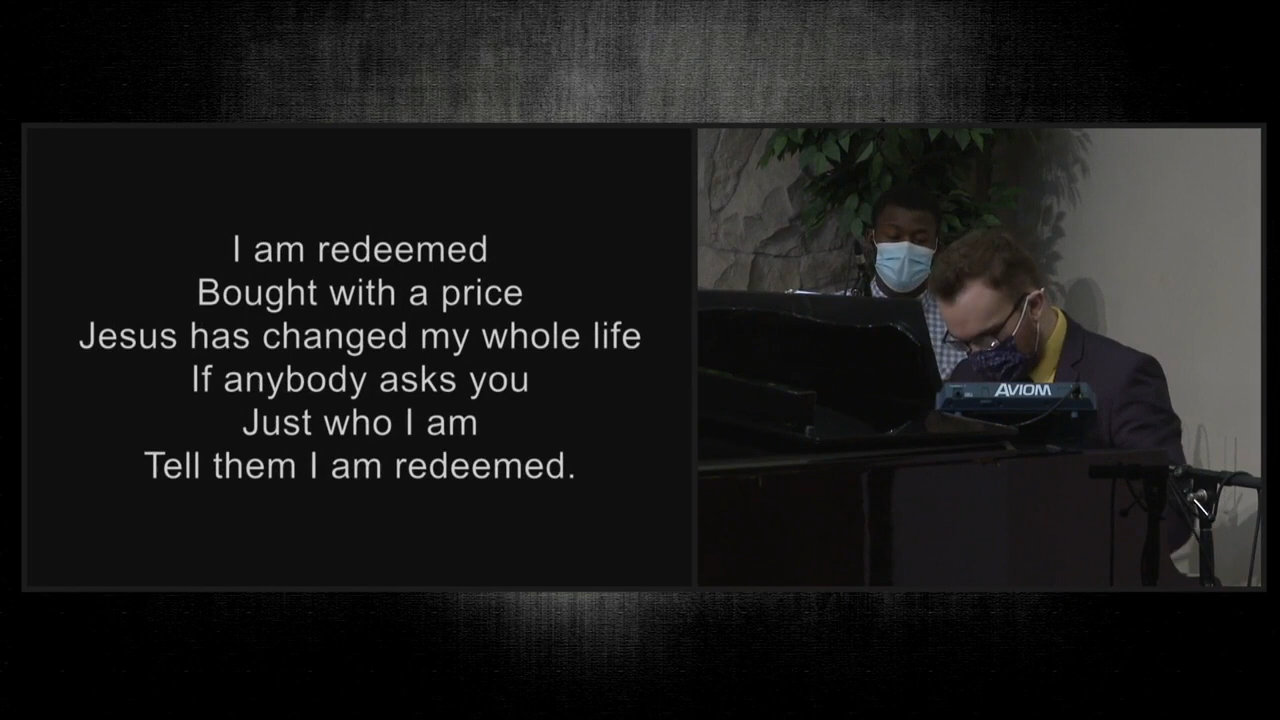 I am redeemed
Bought with a price
Jesus has changed my whole life
If anybody asks you
Just who I am
Tell them I am redeemed.
AVIOM